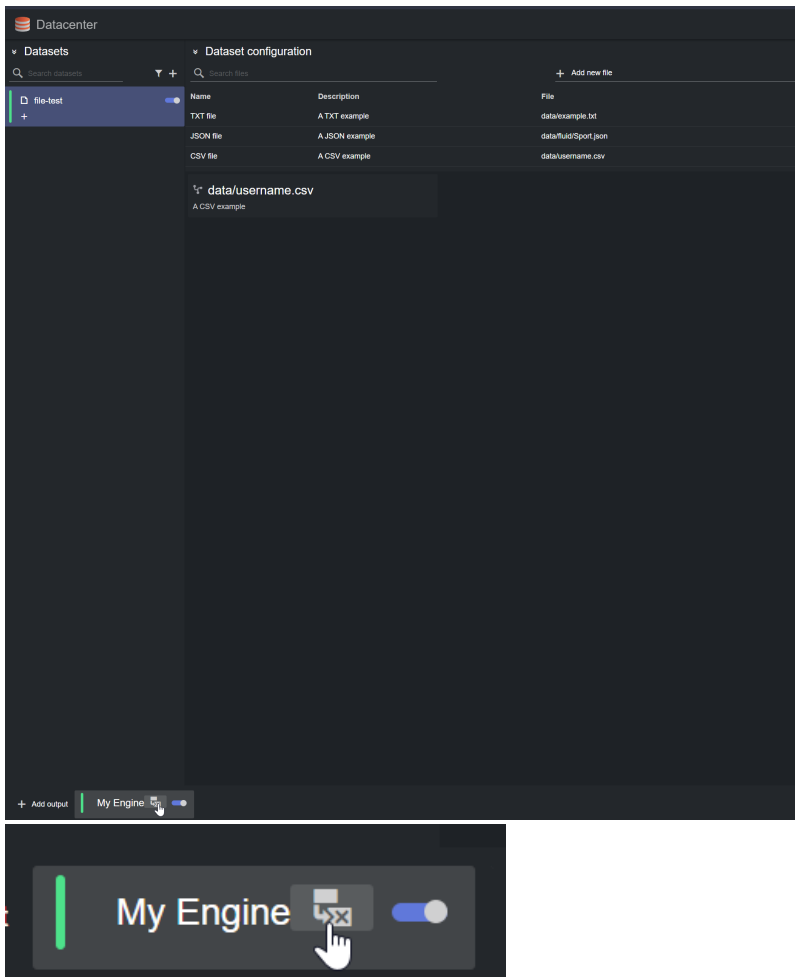 Datacenter
Datasets
Dataset configuration
Search datasets
Search files
Add new file
file-test
Name Description File
TXT file A TXT example data/example.txt
JSON file A JSON example data/fluid/Sport.json
CSV file A CSV example data/username.csv
data/username.csv
A CSV example
Add output
My Engine
My Engine